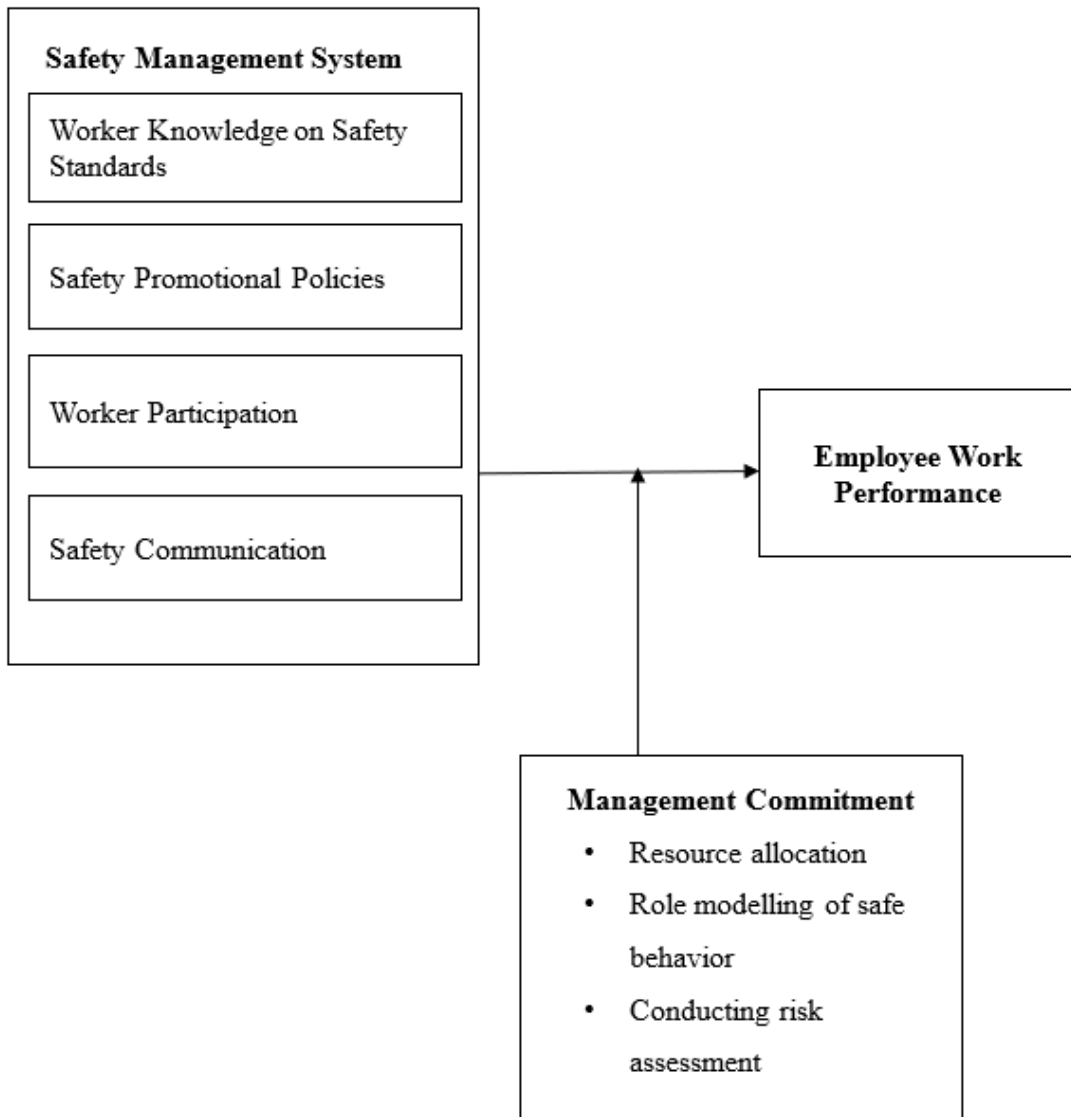 Safety Management System
Worker Knowledge on Safety
Standards
Safety Promotional Policies
Worker Participation
Safety Communication
Employee Work
Performance
Management Commitment
• Resource allocation
• Role modelling of safe
behavior
• Conducting risk
assessment